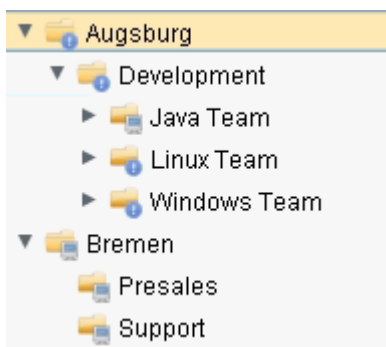 Augsburg
Development
Java Team
Linux Team
Windows Team
Bremen
Presales
Support